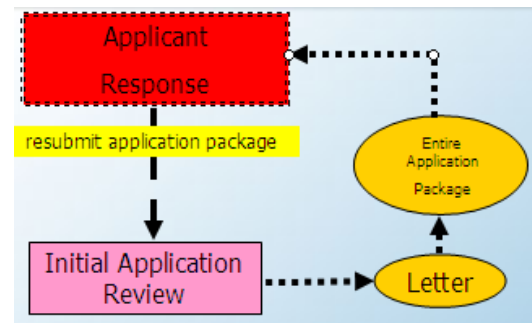 Applicant
Response
resubmit application package
Entire
Application
Package
Initial Application
Review
Letter